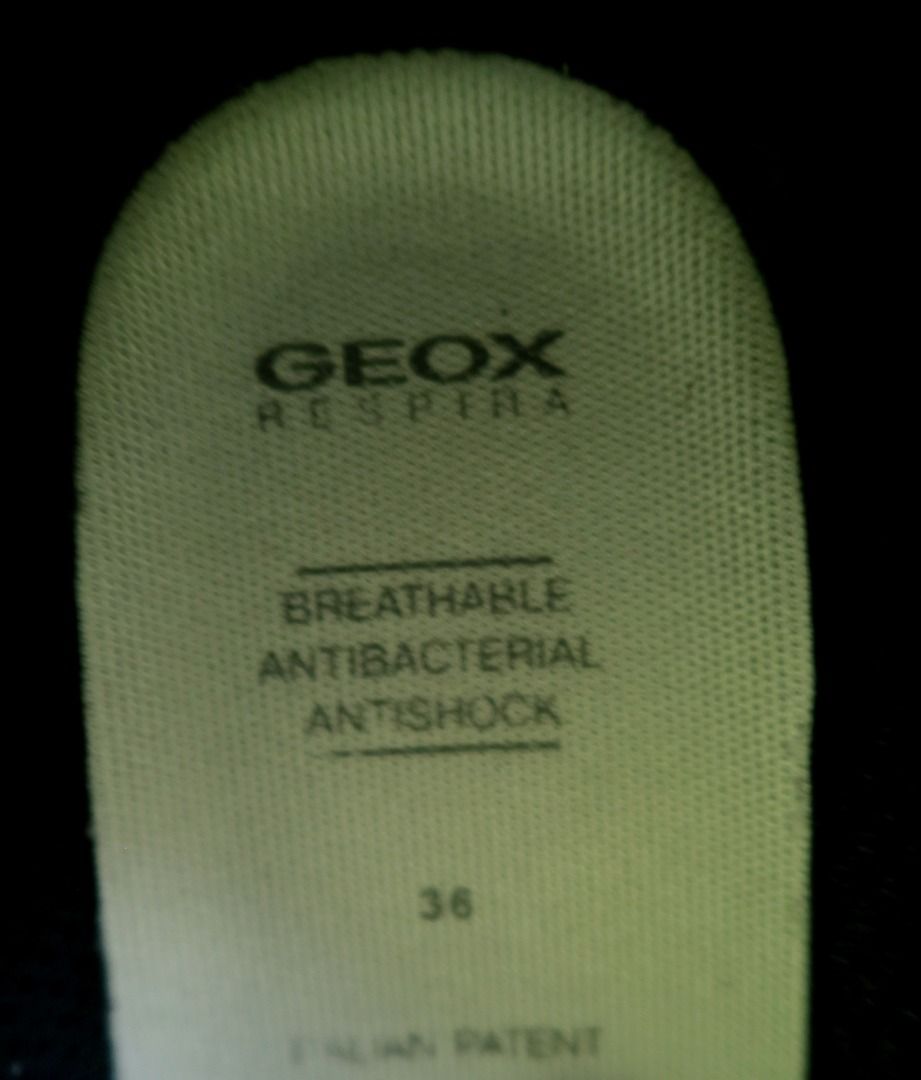 GEOX
RESPIRA
BREATHABLE
ANTIBACTERIAL
ANTISHOCK
36
ITALIAN PATENT